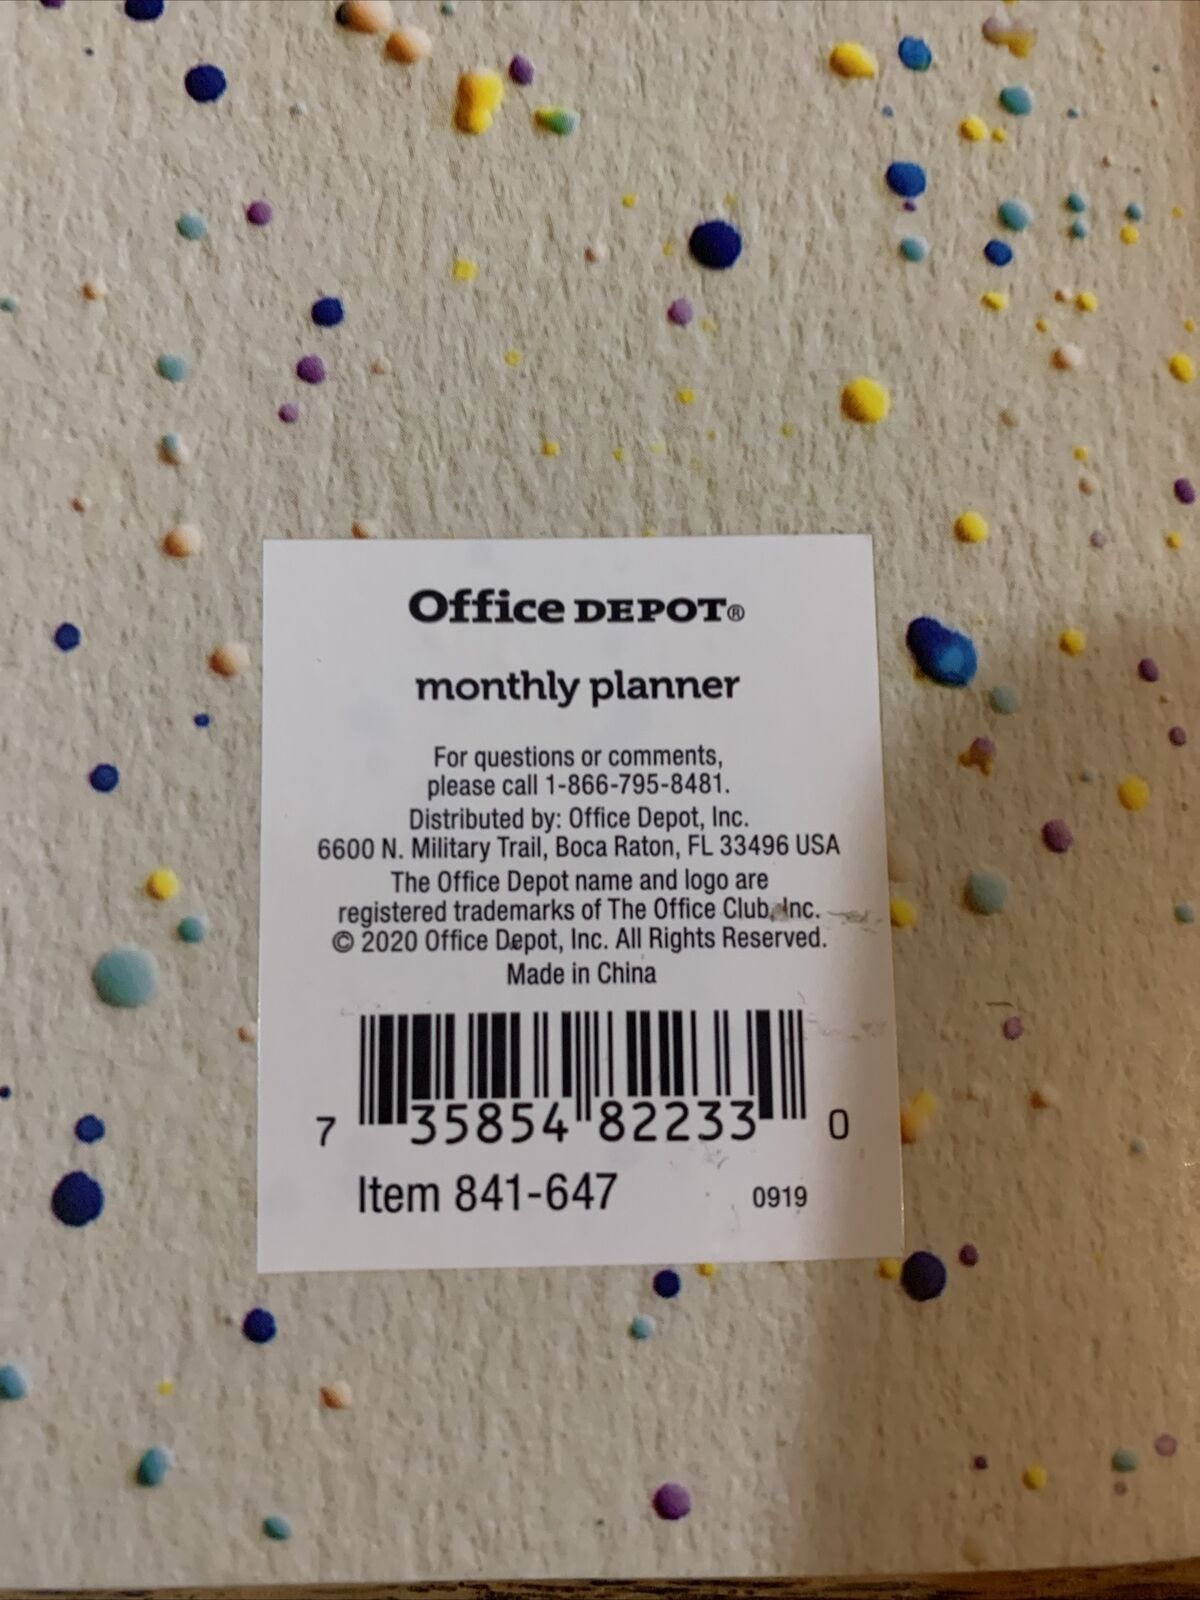 Office DEPOT®
monthly planner
For questions or comments,
please call 1-866-795-8481.
Distributed by: Office Depot, Inc.
6600 N. Military Trail, Boca Raton, FL 33496 USA
The Office Depot name and logo are
registered trademarks of The Office Club, Inc.
© 2020 Office Depot, Inc. All Rights Reserved.
Made in China
7 35854 82233 0
Item 841-647 0919